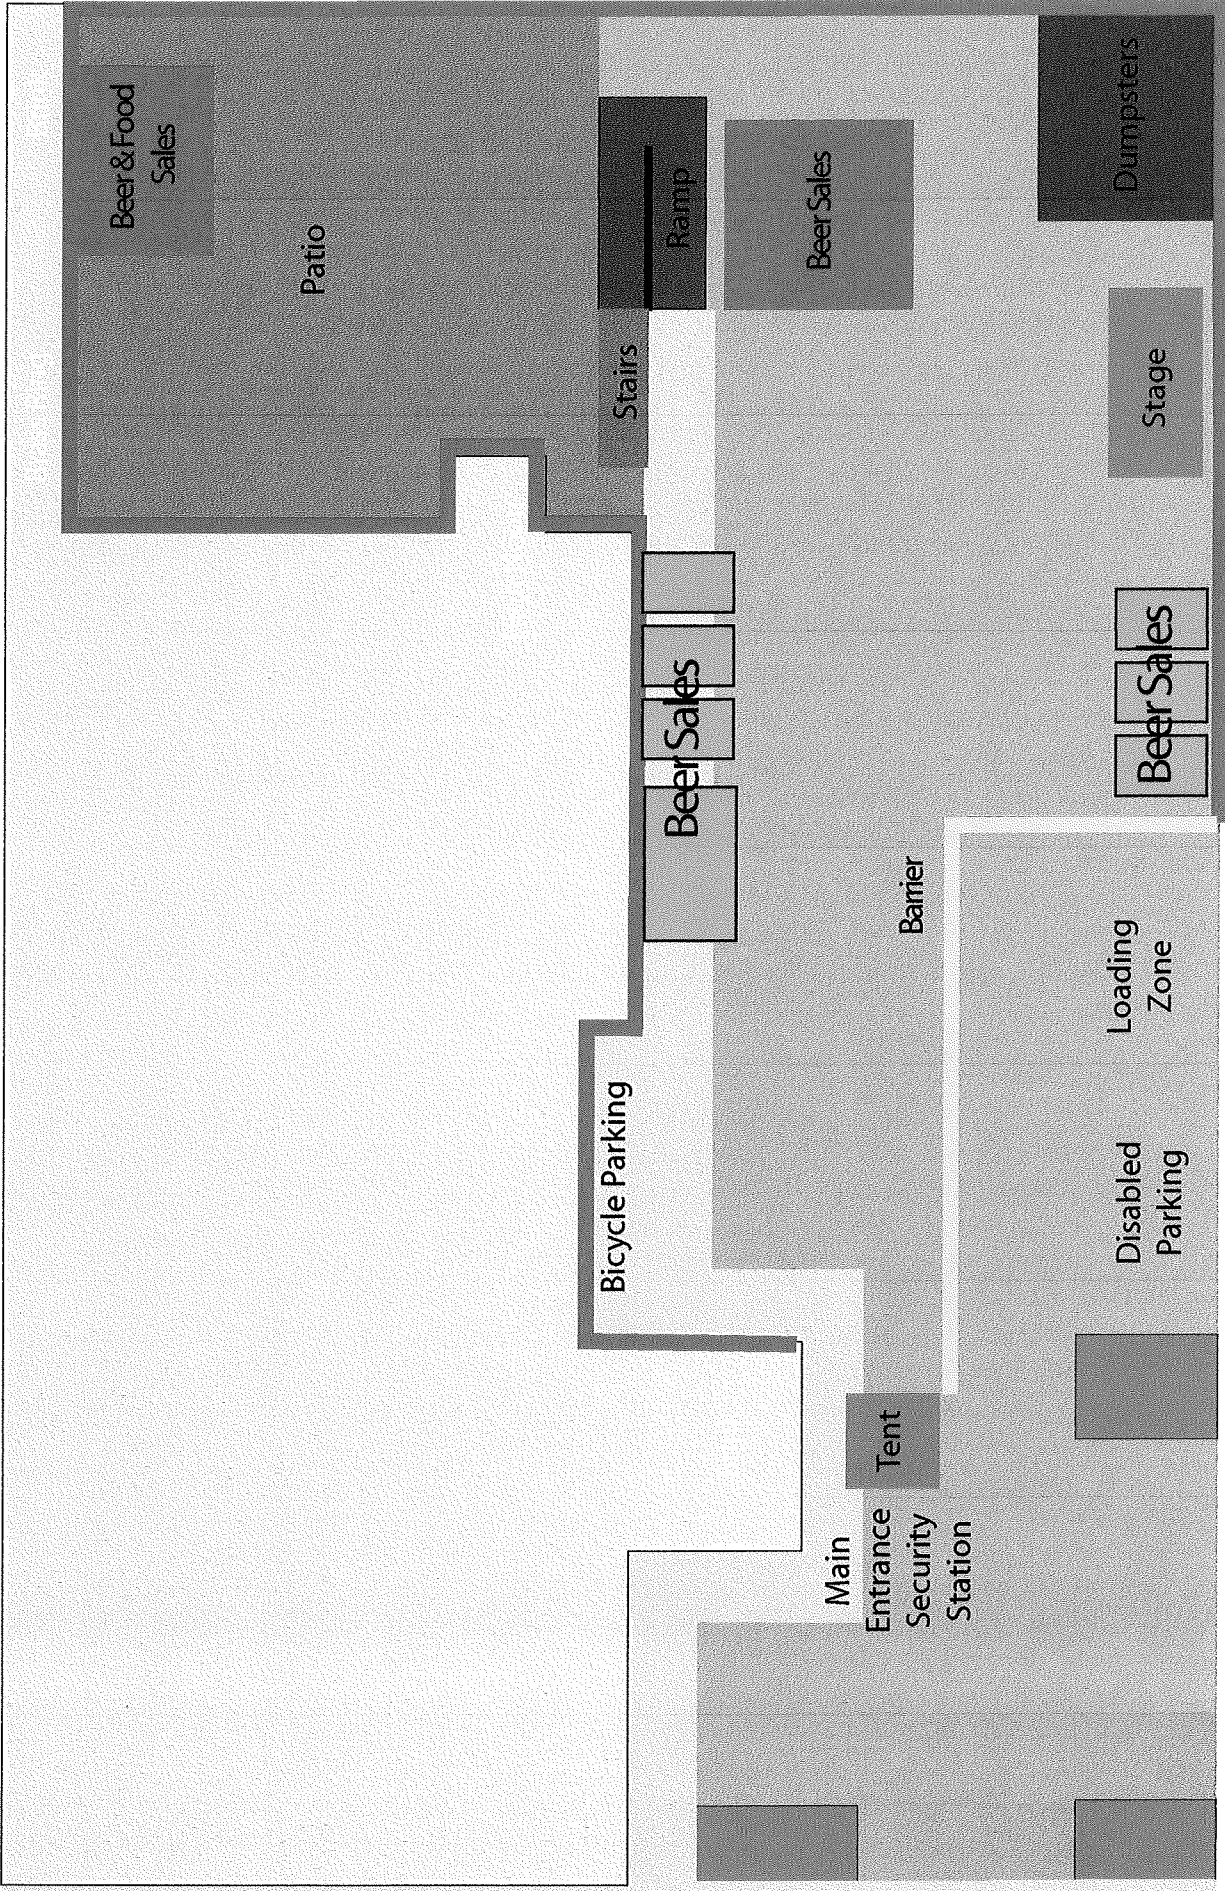 Beer & Food
Sales
Patio
Stairs
Ramp
Beer Sales
Dumpsters
Stage
Beer Sales
Beer Sales
Barrier
Loading
Zone
Bicycle Parking
Disabled
Parking
Tent
Main
Entrance
Security
Station